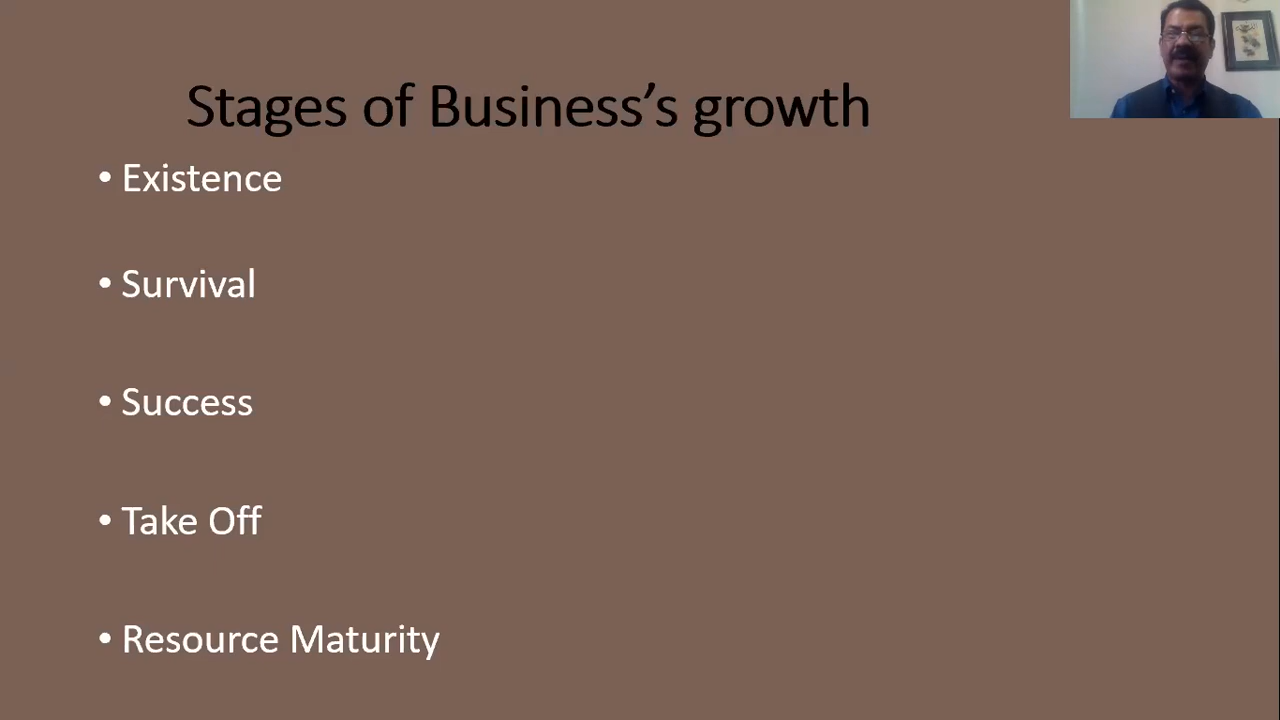 Stages of Business’s growth
• Existence
• Survival
• Success
• Take Off
• Resource Maturity